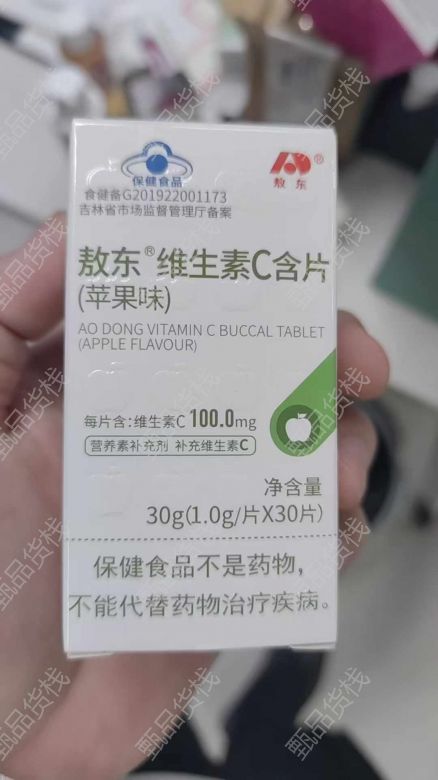 保健食品
食健备G201922001173
吉林省市场监督管理厅备案
敖东®
敖东®维生素C含片
(苹果味)
AO DONG VITAMIN C BUCCAL TABLET
(APPLE FLAVOUR)
每片含:维生素C 100.0mg
营养素补充剂 补充维生素C
净含量
30g(1.0g/片X30片)
保健食品不是药物,
不能代替药物治疗疾病。
甄品货栈